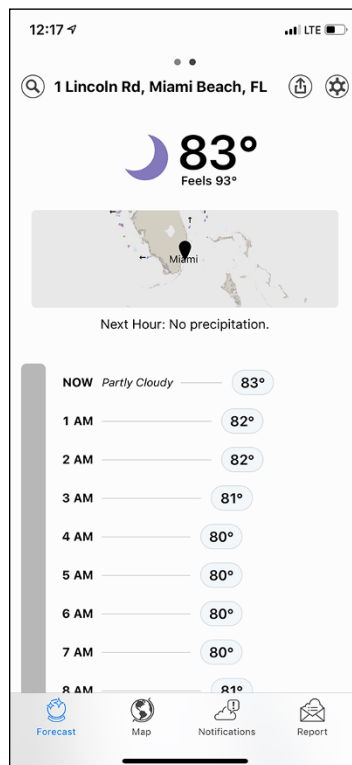 12:17
LTE
1 Lincoln Rd, Miami Beach, FL
83°
Feels 93°
Miami
Next Hour: No precipitation.
NOW Partly Cloudy 83°
1 AM 82°
2 AM 82°
3 AM 81°
4 AM 80°
5 AM 80°
6 AM 80°
7 AM 80°
8 AM 81°
Forecast Map Notifications Report